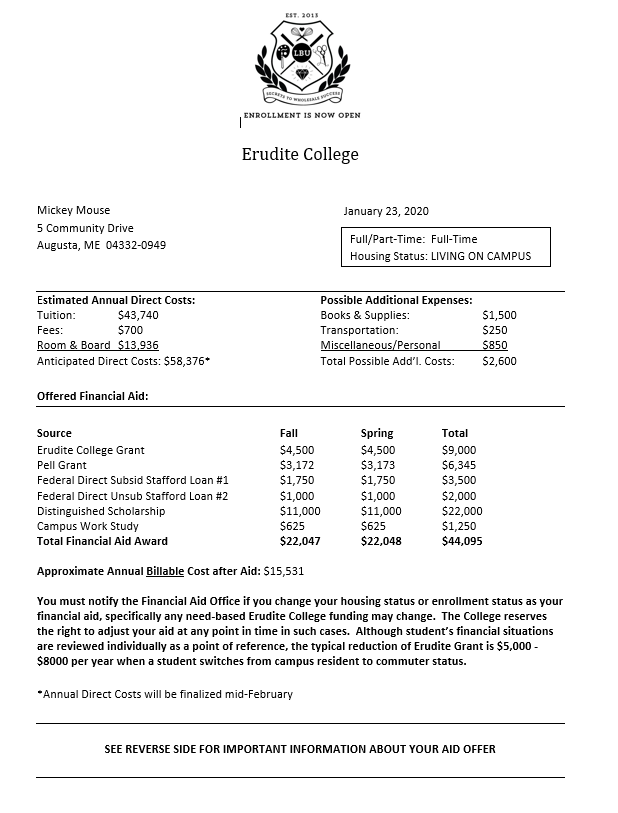 EST. 2013
LBU
SECRETS TO WHOLESALE SUCCESS
ENROLLMENT IS NOW OPEN
Erudite College
Mickey Mouse
January 23, 2020
5 Community Drive
Augusta, ME  04332-0949
Full/Part-Time:  Full-Time
Housing Status: LIVING ON CAMPUS
Estimated Annual Direct Costs: Possible Additional Expenses:
Tuition: $43,740 Books & Supplies: $1,500
Fees: $700 Transportation: $250
Room & Board $13,936 Miscellaneous/Personal $850
Anticipated Direct Costs: $58,376* Total Possible Add’l. Costs: $2,600
Offered Financial Aid:
Source Fall Spring Total
Erudite College Grant $4,500 $4,500 $9,000
Pell Grant $3,172 $3,173 $6,345
Federal Direct Subsid Stafford Loan #1 $1,750 $1,750 $3,500
Federal Direct Unsub Stafford Loan #2 $1,000 $1,000 $2,000
Distinguished Scholarship $11,000 $11,000 $22,000
Campus Work Study $625 $625 $1,250
Total Financial Aid Award $22,047 $22,048 $44,095
Approximate Annual Billable Cost after Aid: $15,531
You must notify the Financial Aid Office if you change your housing status or enrollment status as your
financial aid, specifically any need-based Erudite College funding may change.  The College reserves
the right to adjust your aid at any point in time in such cases.  Although student’s financial situations
are reviewed individually as a point of reference, the typical reduction of Erudite Grant is $5,000 -
$8000 per year when a student switches from campus resident to commuter status.
*Annual Direct Costs will be finalized mid-February
SEE REVERSE SIDE FOR IMPORTANT INFORMATION ABOUT YOUR AID OFFER